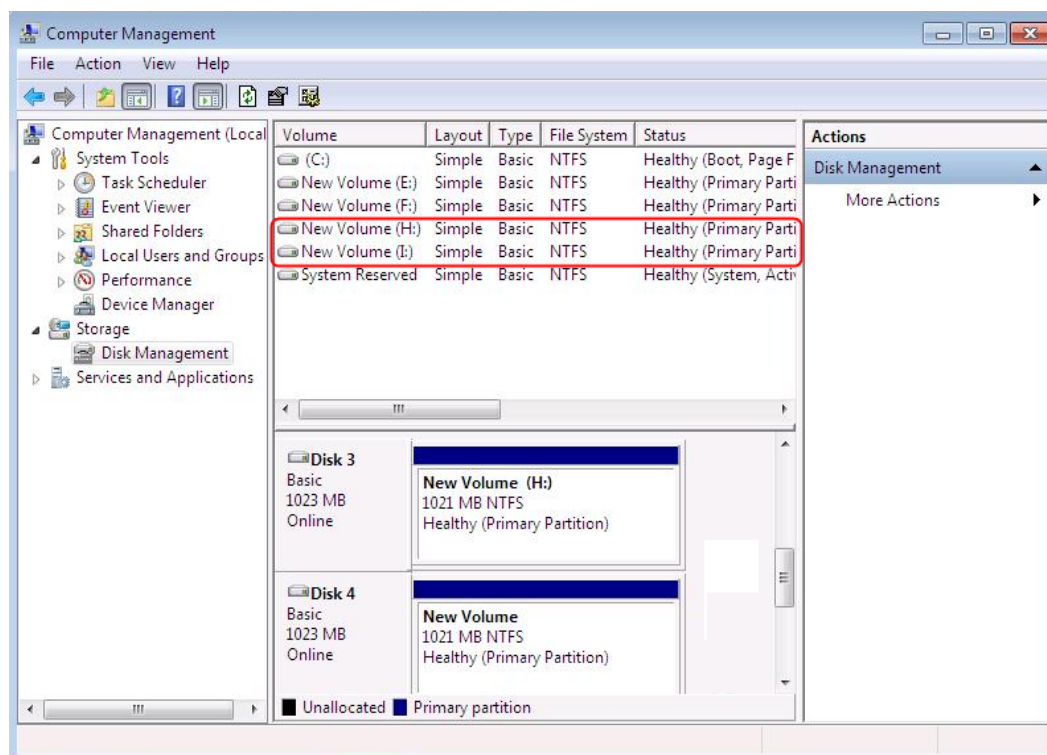 Computer Management
File Action View Help
Computer Management (Local
System Tools
Task Scheduler
Event Viewer
Shared Folders
Local Users and Groups
Performance
Device Manager
Storage
Disk Management
Services and Applications
Volume Layout Type File System Status
(C:) Simple Basic NTFS Healthy (Boot, Page F
New Volume (E:) Simple Basic NTFS Healthy (Primary Parti
New Volume (F:) Simple Basic NTFS Healthy (Primary Parti
New Volume (H:) Simple Basic NTFS Healthy (Primary Parti
New Volume (I:) Simple Basic NTFS Healthy (Primary Parti
System Reserved Simple Basic NTFS Healthy (System, Activ
Disk 3
Basic
1023 MB
Online
New Volume (H:)
1021 MB NTFS
Healthy (Primary Partition)
Disk 4
Basic
1023 MB
Online
New Volume
1021 MB NTFS
Healthy (Primary Partition)
Unallocated Primary partition
Actions
Disk Management
More Actions